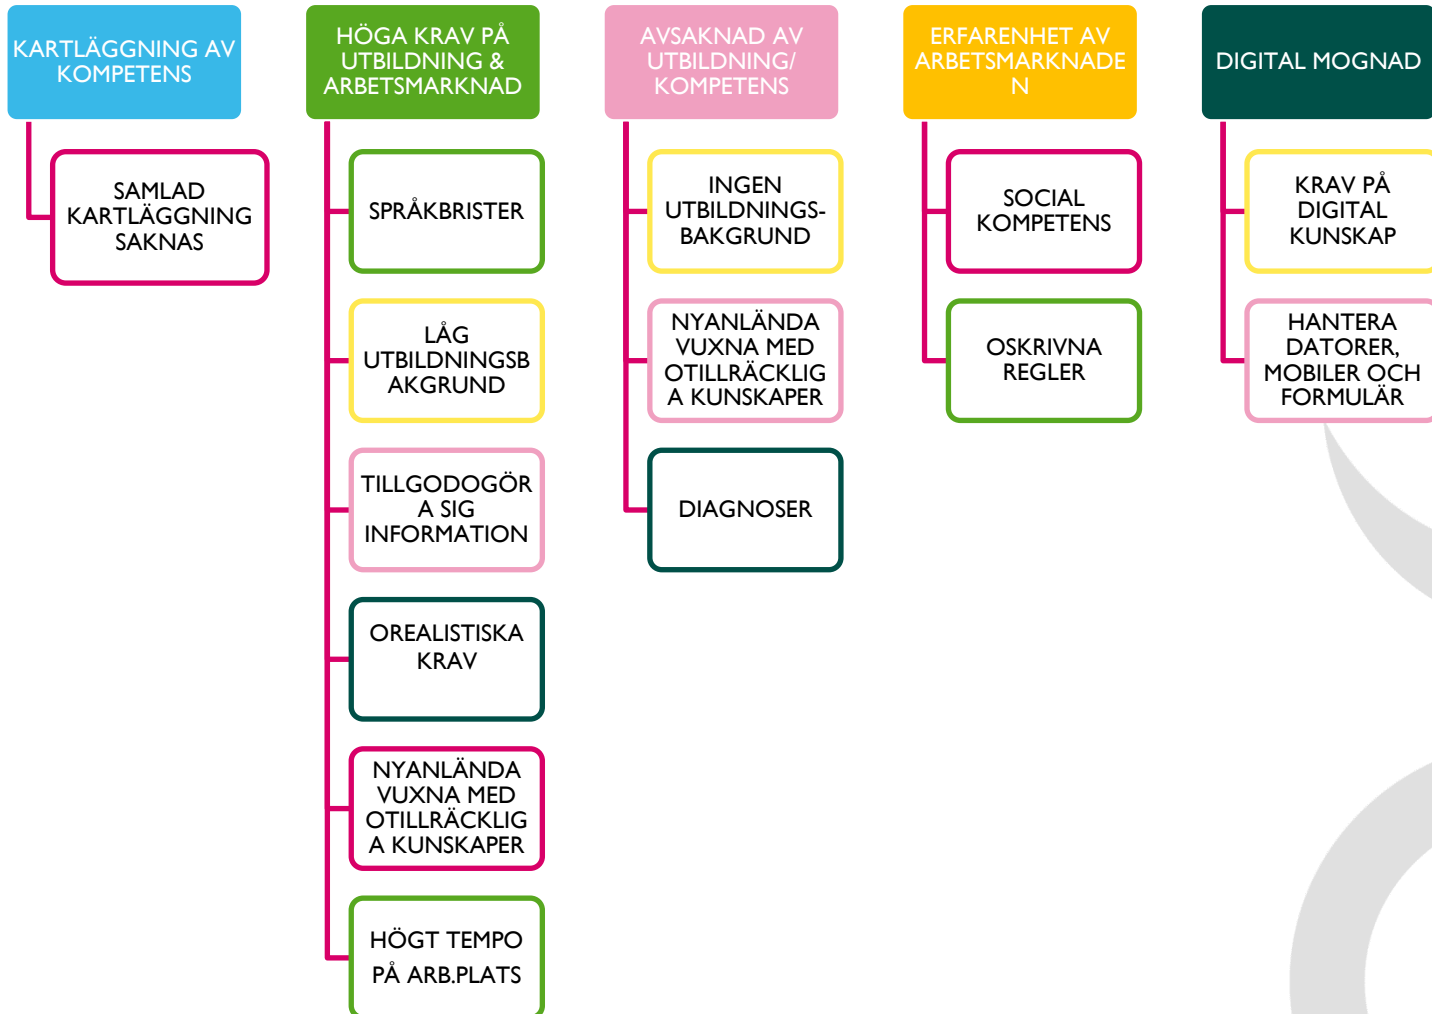 KARTLÄGGNING AV
KOMPETENS
SAMLAD
KARTLÄGGNING
SAKNAS
HÖGA KRAV PÅ
UTBILDNING &
ARBETSMARKNAD
SPRÅKBRISTER
LÅG
UTBILDNINGSB
AKGRUND
TILLGODOGÖR
A SIG
INFORMATION
OREALISTISKA
KRAV
NYANLÄNDA
VUXNA MED
OTILLRÄCKLIG
A KUNSKAPER
HÖGT TEMPO
PÅ ARB.PLATS
AVSAKNAD AV
UTBILDNING/
KOMPETENS
INGEN
UTBILDNINGS-
BAKGRUND
NYANLÄNDA
VUXNA MED
OTILLRÄCKLIG
A KUNSKAPER
DIAGNOSER
ERFARENHET AV
ARBETSMARKNADE
N
SOCIAL
KOMPETENS
OSKRIVNA
REGLER
DIGITAL MOGNAD
KRAV PÅ
DIGITAL
KUNSKAP
HANTERA
DATORER,
MOBILER OCH
FORMULÄR